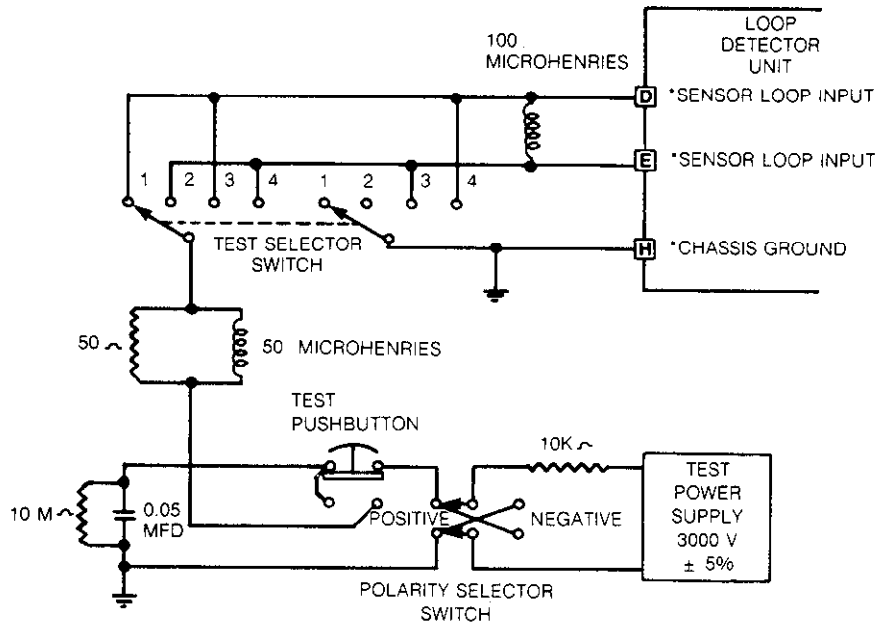 100
MICROHENRIES
LOOP
DETECTOR
UNIT
D *SENSOR LOOP INPUT
E *SENSOR LOOP INPUT
1 2 3 4 1 2 3 4
TEST SELECTOR
SWITCH
H *CHASSIS GROUND
50 ~
50 MICROHENRIES
TEST
PUSHBUTTON
10K ~
10 M ~
0.05
MFD
POSITIVE
NEGATIVE
TEST
POWER
SUPPLY
3000 V
± 5%
POLARITY SELECTOR
SWITCH